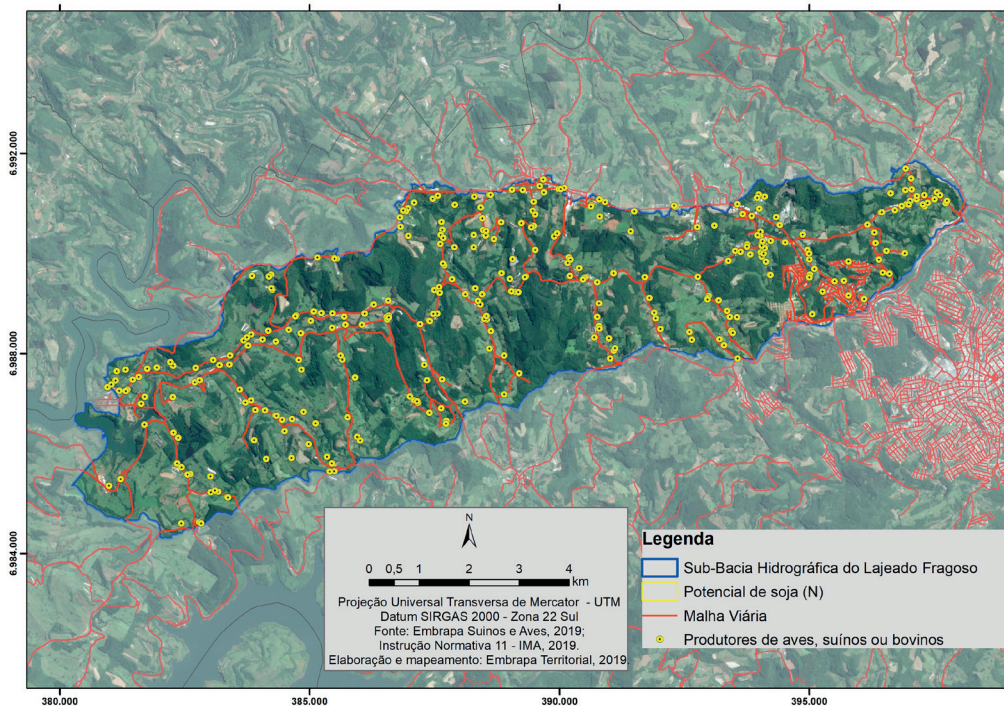 6.992.000
6.988.000
6.984.000
N
0 0,5 1 2 3 4
km
Projeção Universal Transversa de Mercator - UTM
Datum SIRGAS 2000 - Zona 22 Sul
Fonte: Embrapa Suinos e Aves, 2019;
Instrução Normativa 11 - IMA, 2019.
Elaboração e mapeamento: Embrapa Territorial, 2019
Legenda
Sub-Bacia Hidrográfica do Lajeado Fragoso
Potencial de soja (N)
Malha Viária
Produtores de aves, suínos ou bovinos
380.000 385.000 390.000 395.000